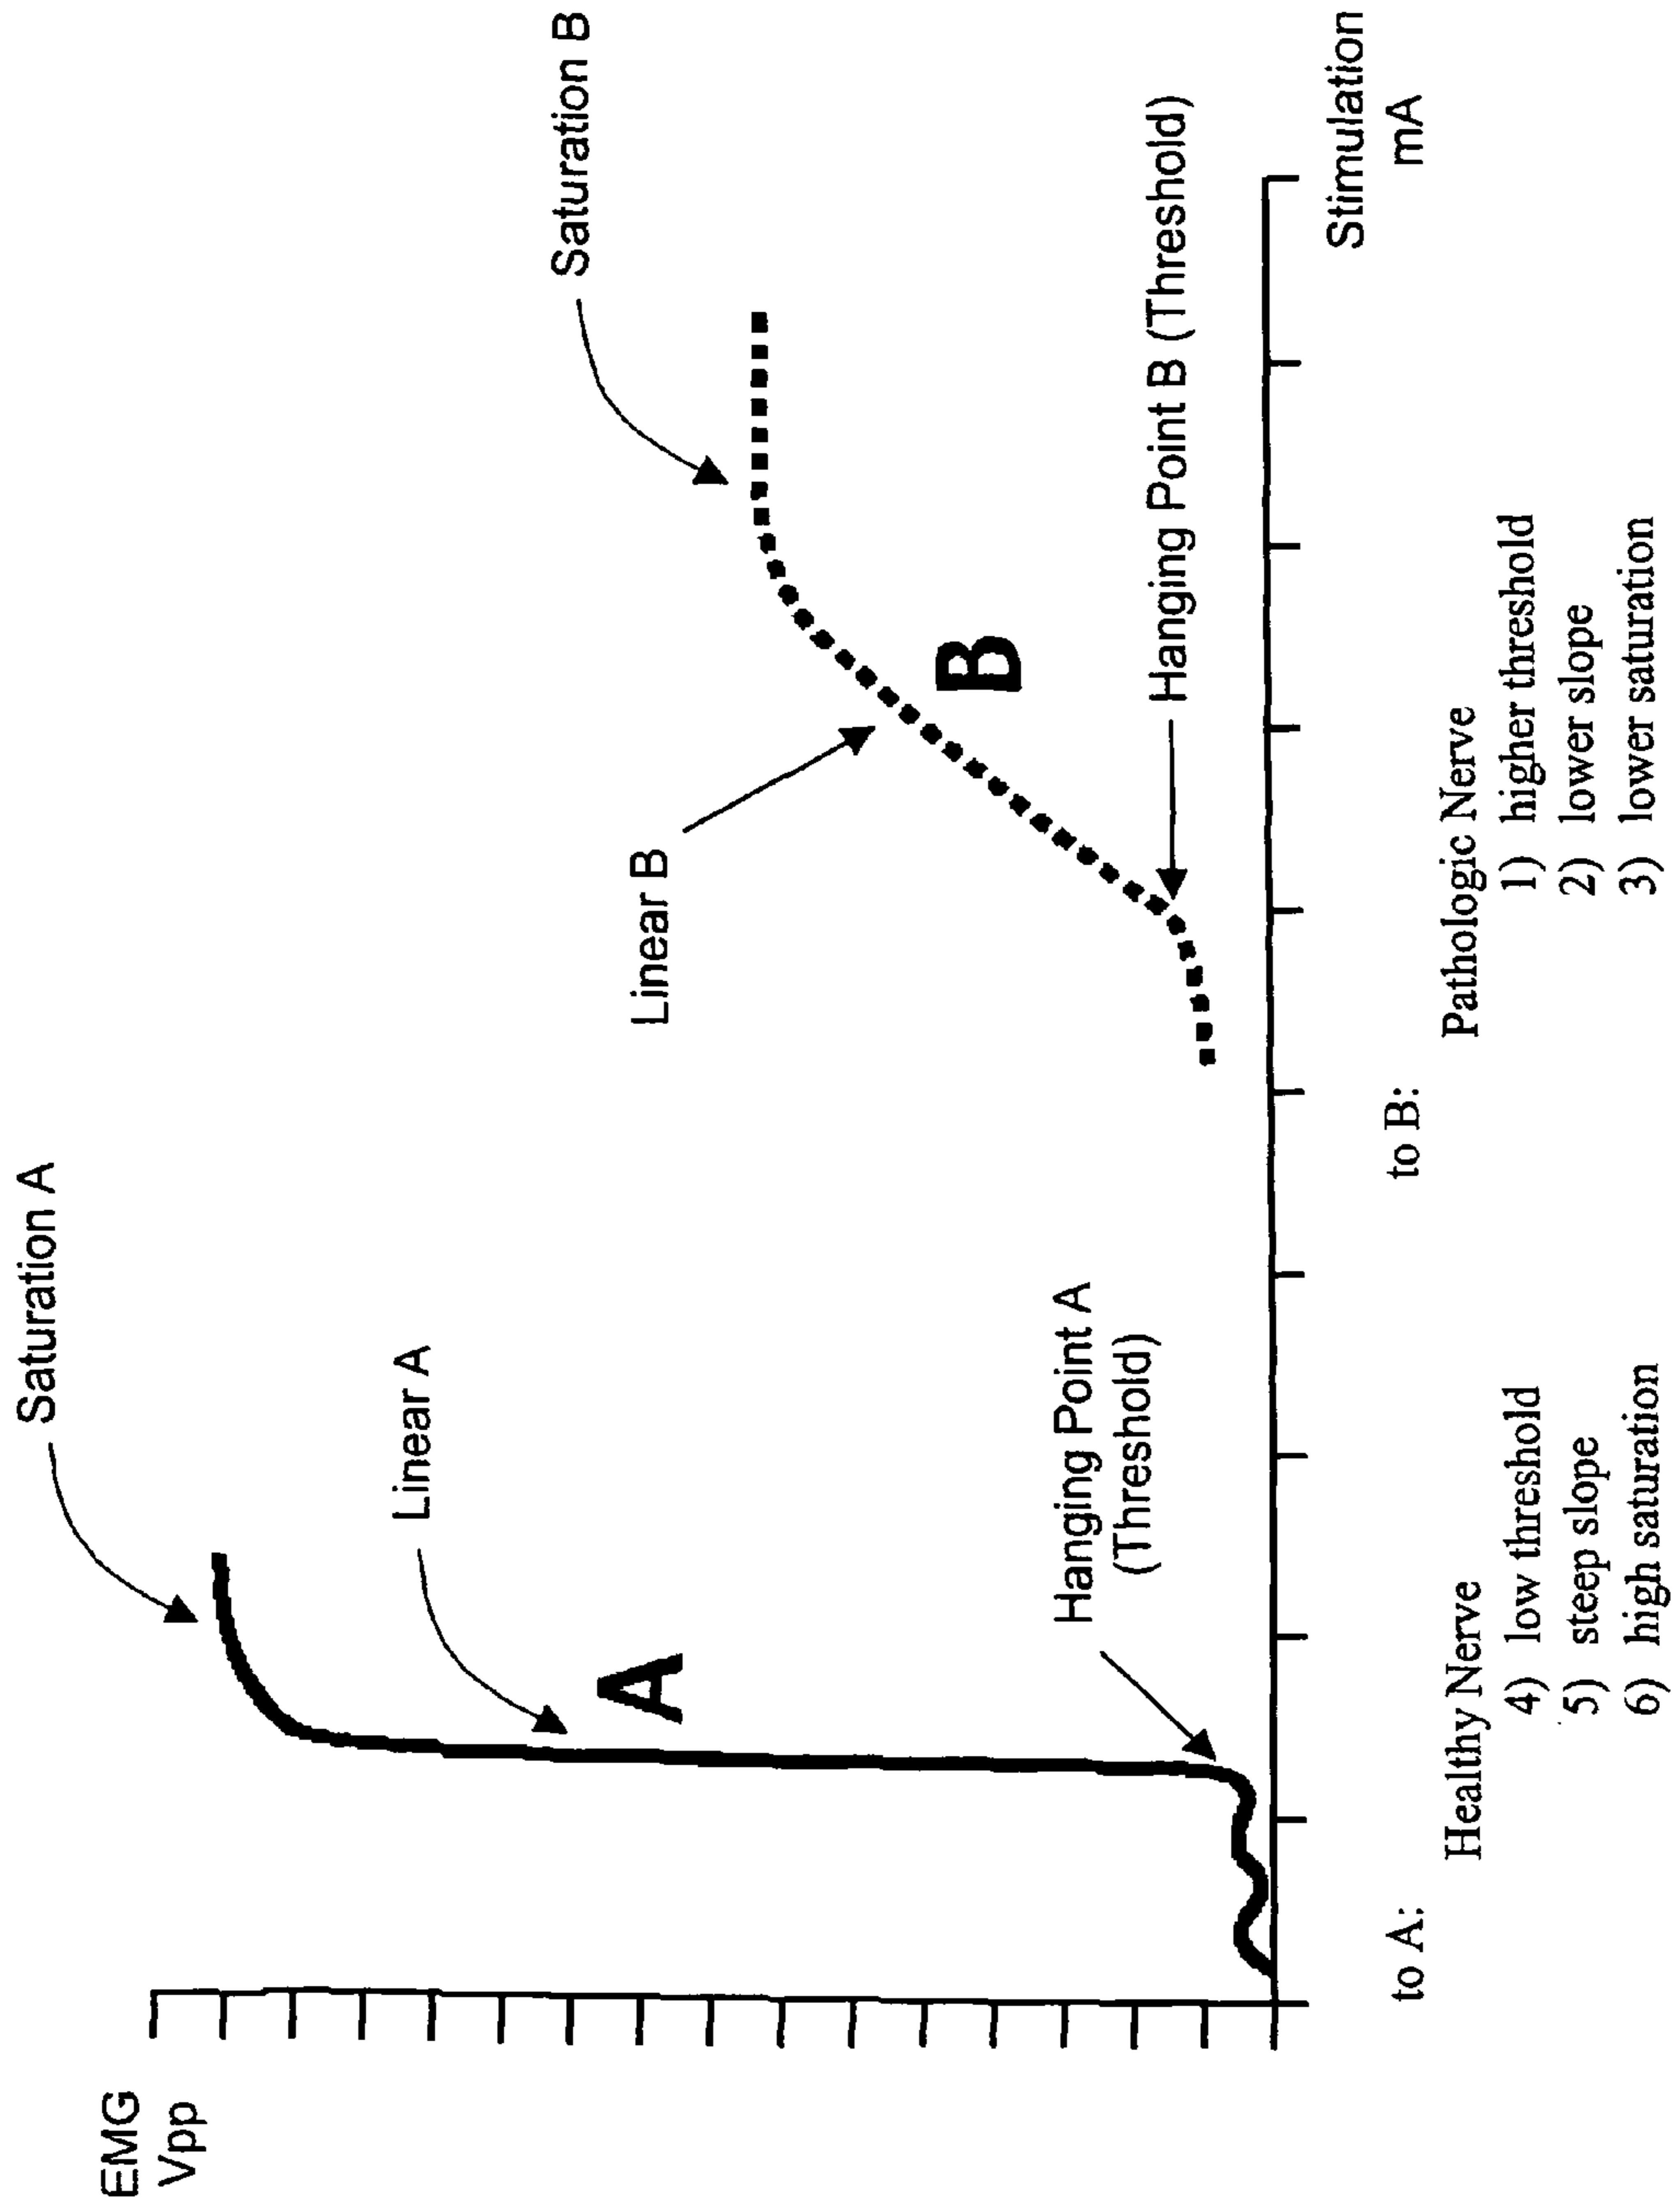 EMG
Vpp
Saturation A
Linear A
A
Hanging Point A
(Threshold)
Saturation B
Linear B
B
Hanging Point B (Threshold)
Stimulation
mA
to A:
Healthy Nerve
4) low threshold
5) steep slope
6) high saturation
to B:
Pathologic Nerve
1) higher threshold
2) lower slope
3) lower saturation